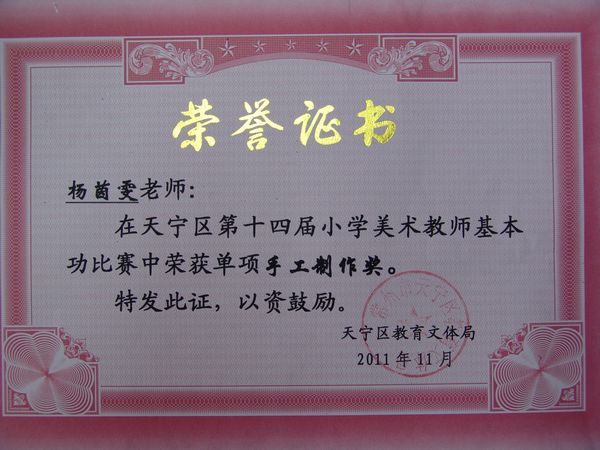 荣誉证书
杨茵雯老师:
在天宁区第十四届小学美术教师基本
功比赛中荣获单项手工制作奖。
特发此证，以资鼓励。
天宁区教育文体局
2011年11月